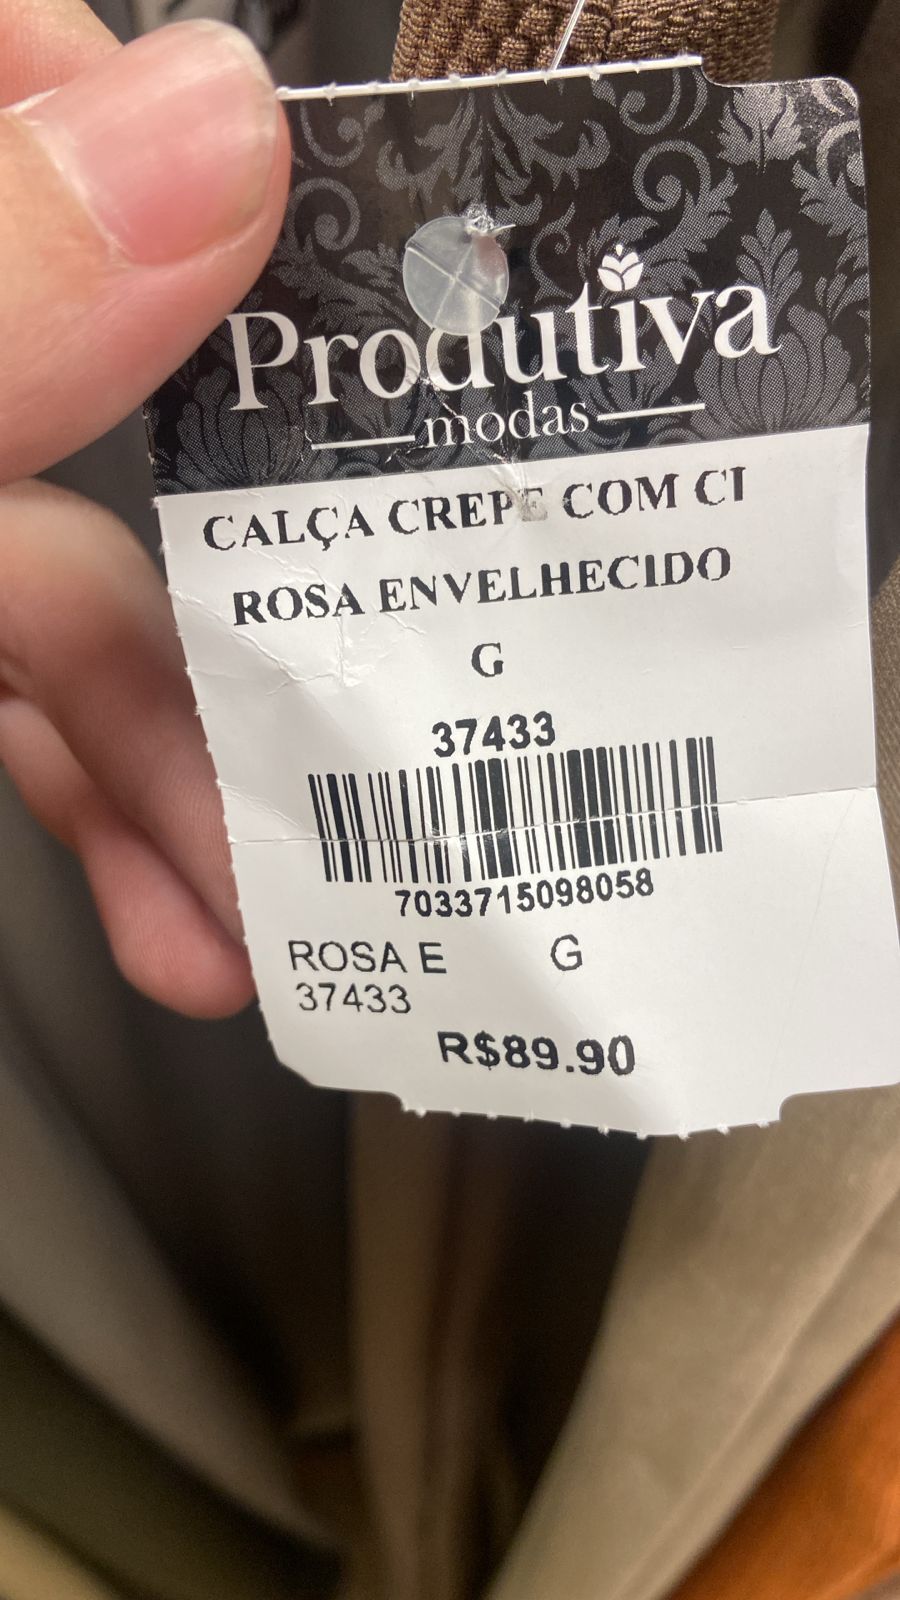 Produtiva
modas
CALÇA CREPE COM CI
ROSA ENVELHECIDO
G
37433
7033715098058
ROSA E G
37433
R$89.90